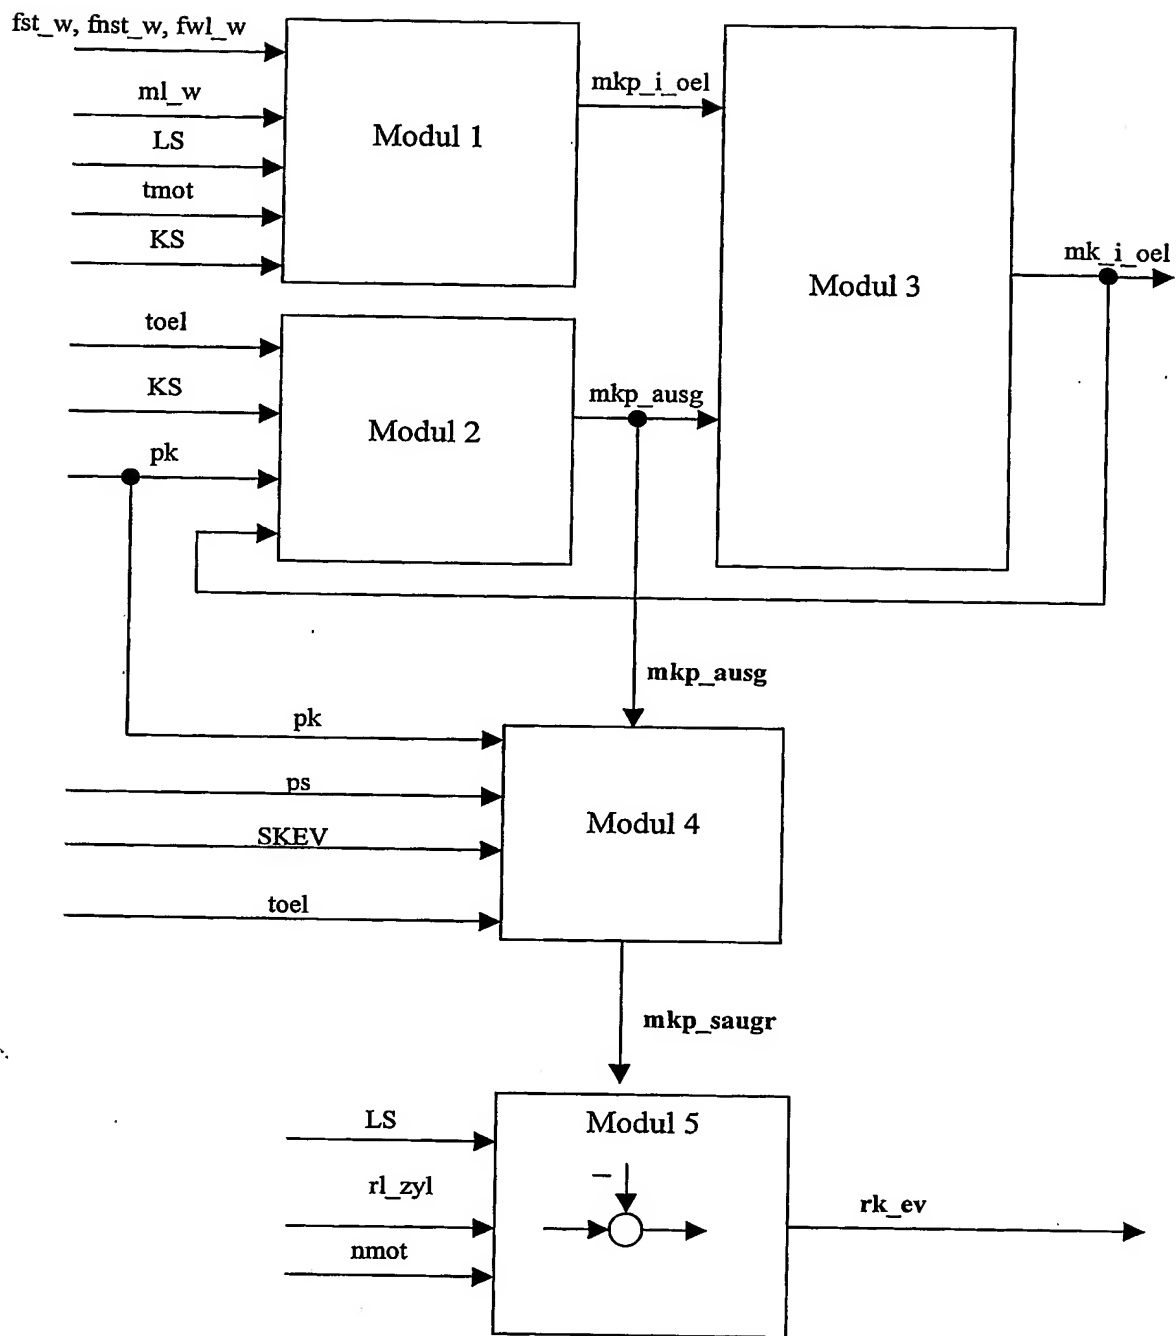 fst_w, fnst_w, fwl_w
ml_w
LS
tmot
KS
Modul 1
mkp_i_oel
Modul 3
mk_i_oel
toel
KS
pk
Modul 2
mkp_ausg
mkp_ausg
pk
ps
SKEV
toel
Modul 4
mkp_saugr
LS
rl_zyl
nmot
Modul 5
–
rk_ev